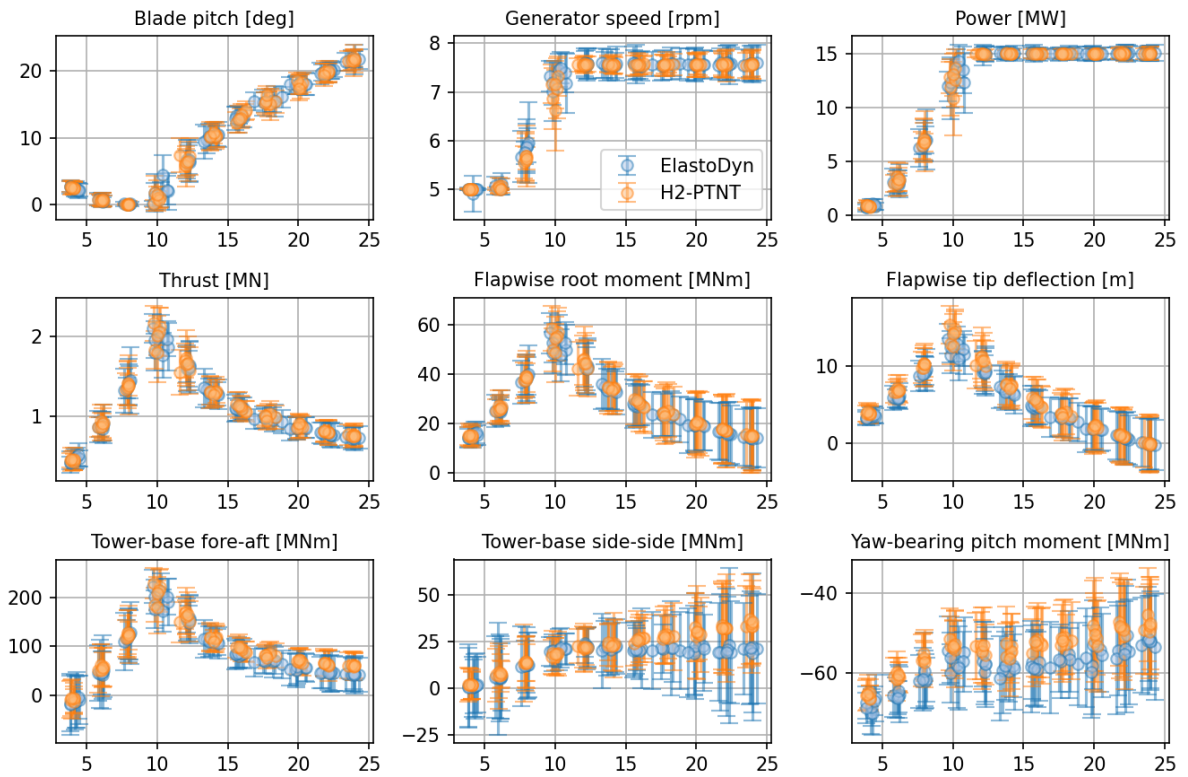 Blade pitch [deg]
Generator speed [rpm]
Power [MW]
20
10
0
8
7
6
5
15
10
5
0
ElastoDyn
H2-PTNT
5 10 15 20 25
5 10 15 20 25
5 10 15 20 25
Thrust [MN]
Flapwise root moment [MNm]
Flapwise tip deflection [m]
2
1
60
40
20
0
10
0
5 10 15 20 25
5 10 15 20 25
5 10 15 20 25
Tower-base fore-aft [MNm]
Tower-base side-side [MNm]
Yaw-bearing pitch moment [MNm]
200
100
0
50
25
0
−25
−40
−60
5 10 15 20 25
5 10 15 20 25
5 10 15 20 25